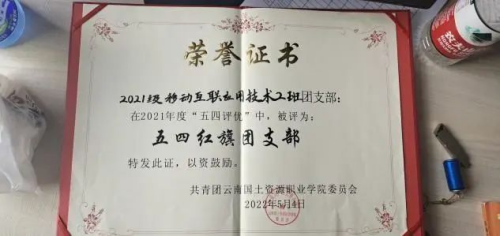 荣誉证书
2021级移动互联应用技术2班团支部：
在2021年度“五四评优”中，被评为：
五四红旗团支部
特发此证，以资鼓励。
共青团云南国土资源职业学院委员会
2022年5月4日